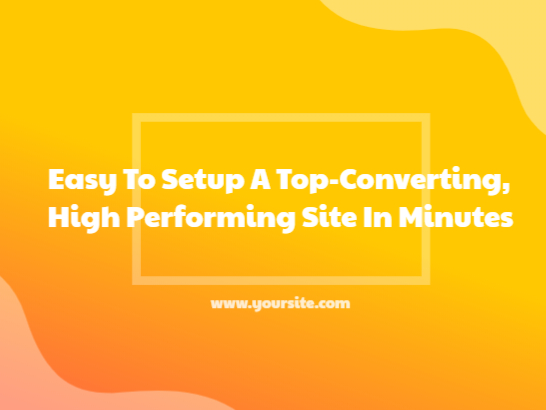 Easy To Setup A Top-Converting,
High Performing Site In Minutes
www.yoursite.com